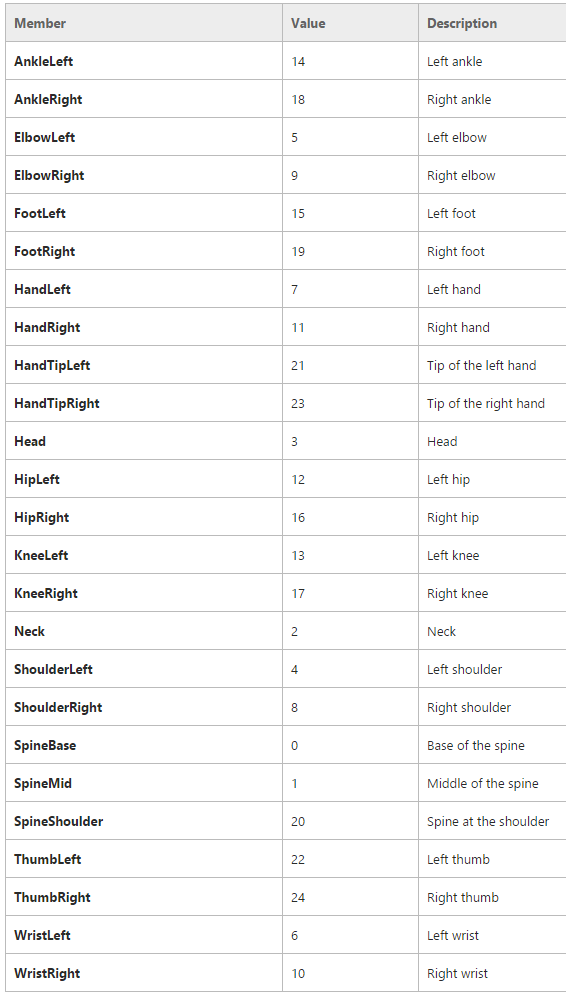 Member Value Description
AnkleLeft 14 Left ankle
AnkleRight 18 Right ankle
ElbowLeft 5 Left elbow
ElbowRight 9 Right elbow
FootLeft 15 Left foot
FootRight 19 Right foot
HandLeft 7 Left hand
HandRight 11 Right hand
HandTipLeft 21 Tip of the left hand
HandTipRight 23 Tip of the right hand
Head 3 Head
HipLeft 12 Left hip
HipRight 16 Right hip
KneeLeft 13 Left knee
KneeRight 17 Right knee
Neck 2 Neck
ShoulderLeft 4 Left shoulder
ShoulderRight 8 Right shoulder
SpineBase 0 Base of the spine
SpineMid 1 Middle of the spine
SpineShoulder 20 Spine at the shoulder
ThumbLeft 22 Left thumb
ThumbRight 24 Right thumb
WristLeft 6 Left wrist
WristRight 10 Right wrist